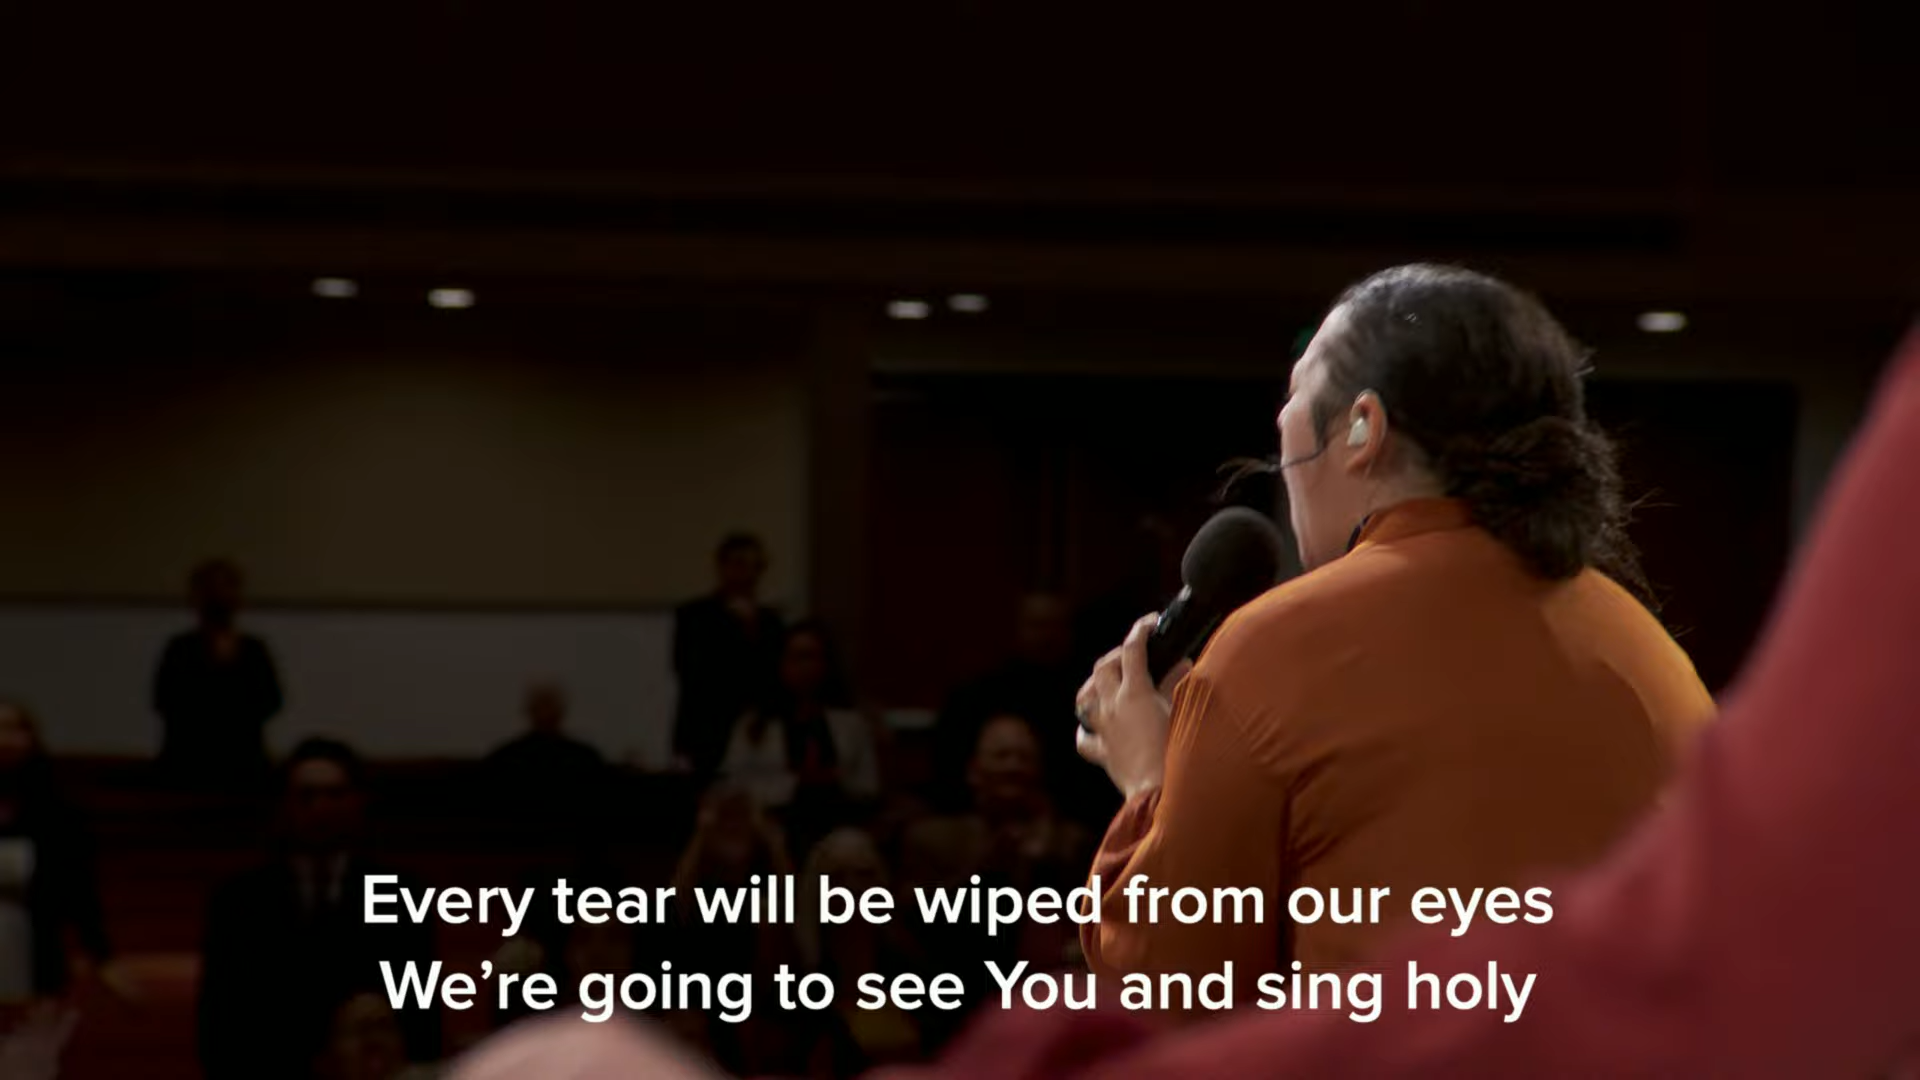 Every tear will be wiped from our eyes
We’re going to see You and sing holy